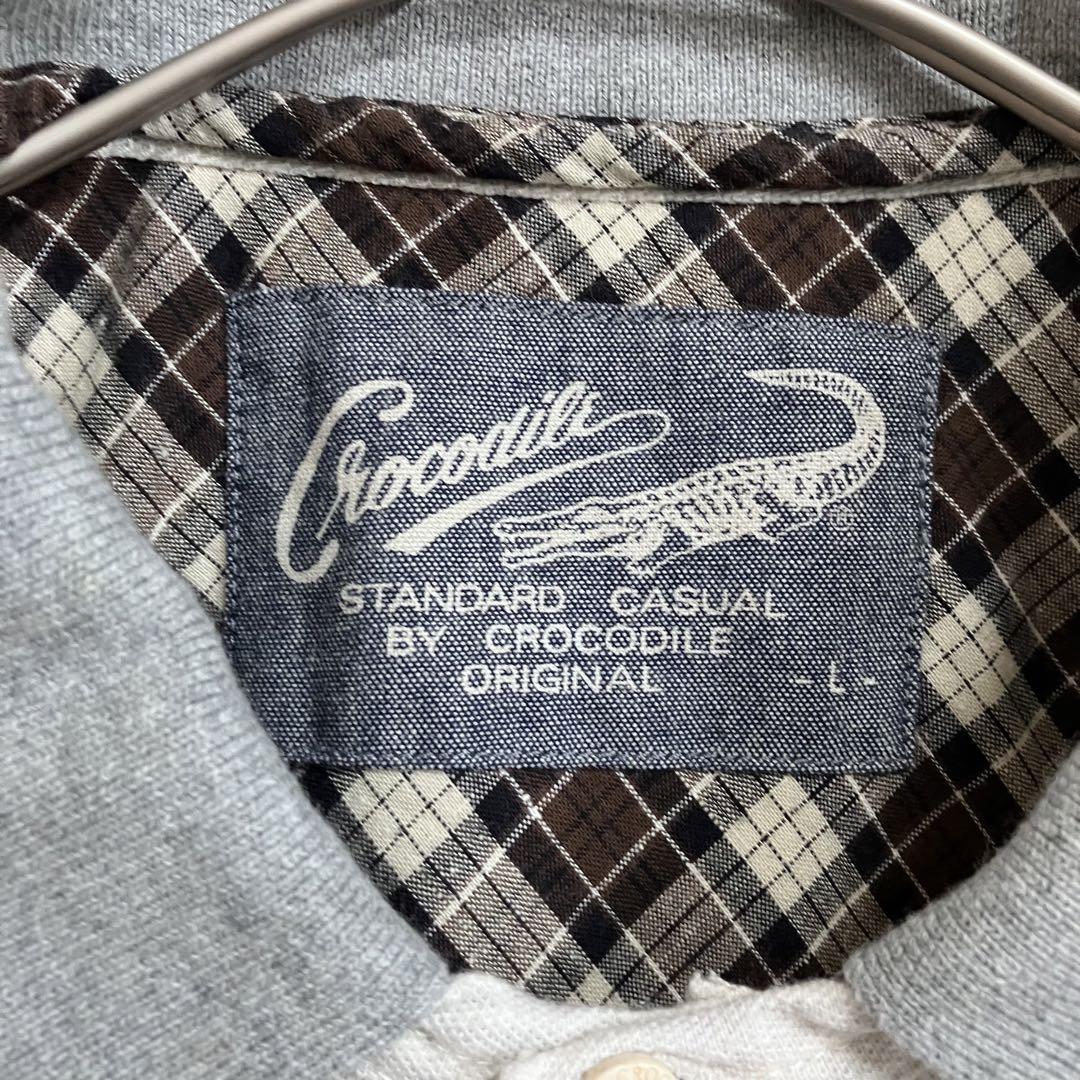 Crocodile
®
STANDARD CASUAL
BY CROCODILE
ORIGINAL - L -